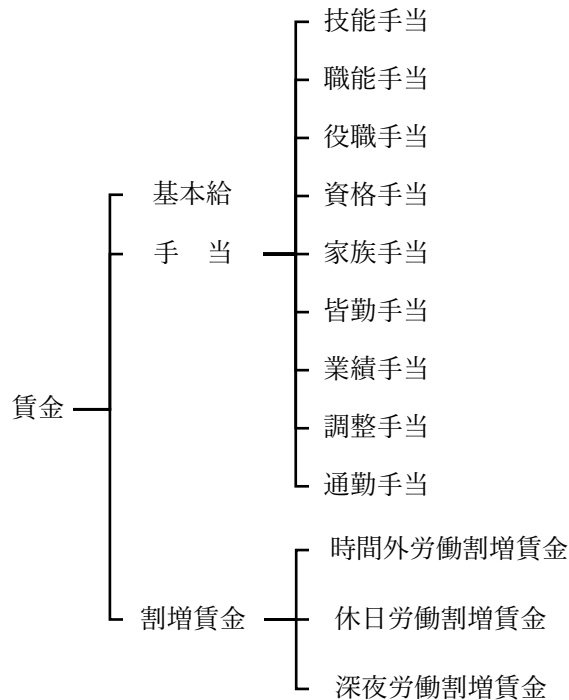 技能手当
職能手当
役職手当
基本給
資格手当
手　当
家族手当
皆勤手当
業績手当
賃金
調整手当
通勤手当
時間外労働割増賃金
割増賃金
休日労働割増賃金
深夜労働割増賃金